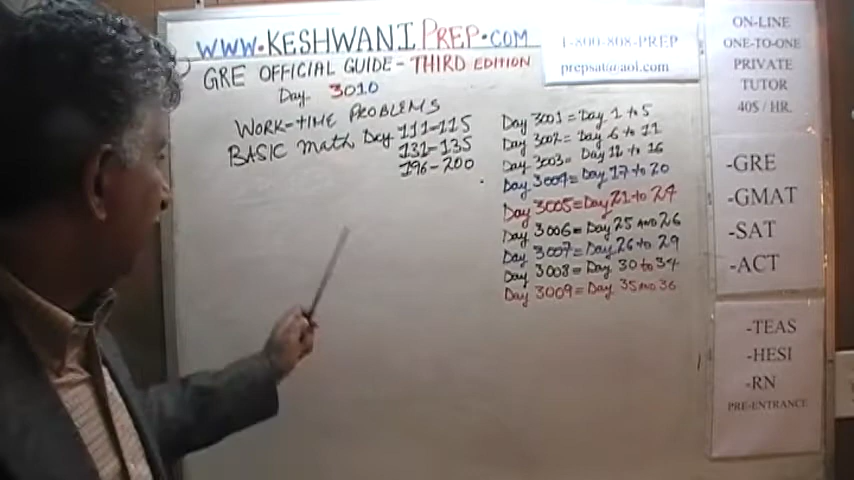 WWW.KESHWANIPREP.COM
GRE OFFICIAL GUIDE - THIRD EDITION
Day 3010
WORK-TIME PROBLEMS
BASIC Math Day 111-115
131-135
196-200
Day 3001 = Day 1 to 5
Day 3002 = Day 6 to 11
Day 3003 = Day 12 to 16
Day 3004 = Day 17 to 20
Day 3005 = Day 21 to 24
Day 3006 = Day 25 AND 26
Day 3007 = Day 26 to 29
Day 3008 = Day 30 to 34
Day 3009 = Day 35 AND 36
1-800-808-PREP
prepsat@aol.com
ON-LINE
ONE-TO-ONE
PRIVATE
TUTOR
40$ / HR.
-GRE
-GMAT
-SAT
-ACT
-TEAS
-HESI
-RN
PRE-ENTRANCE